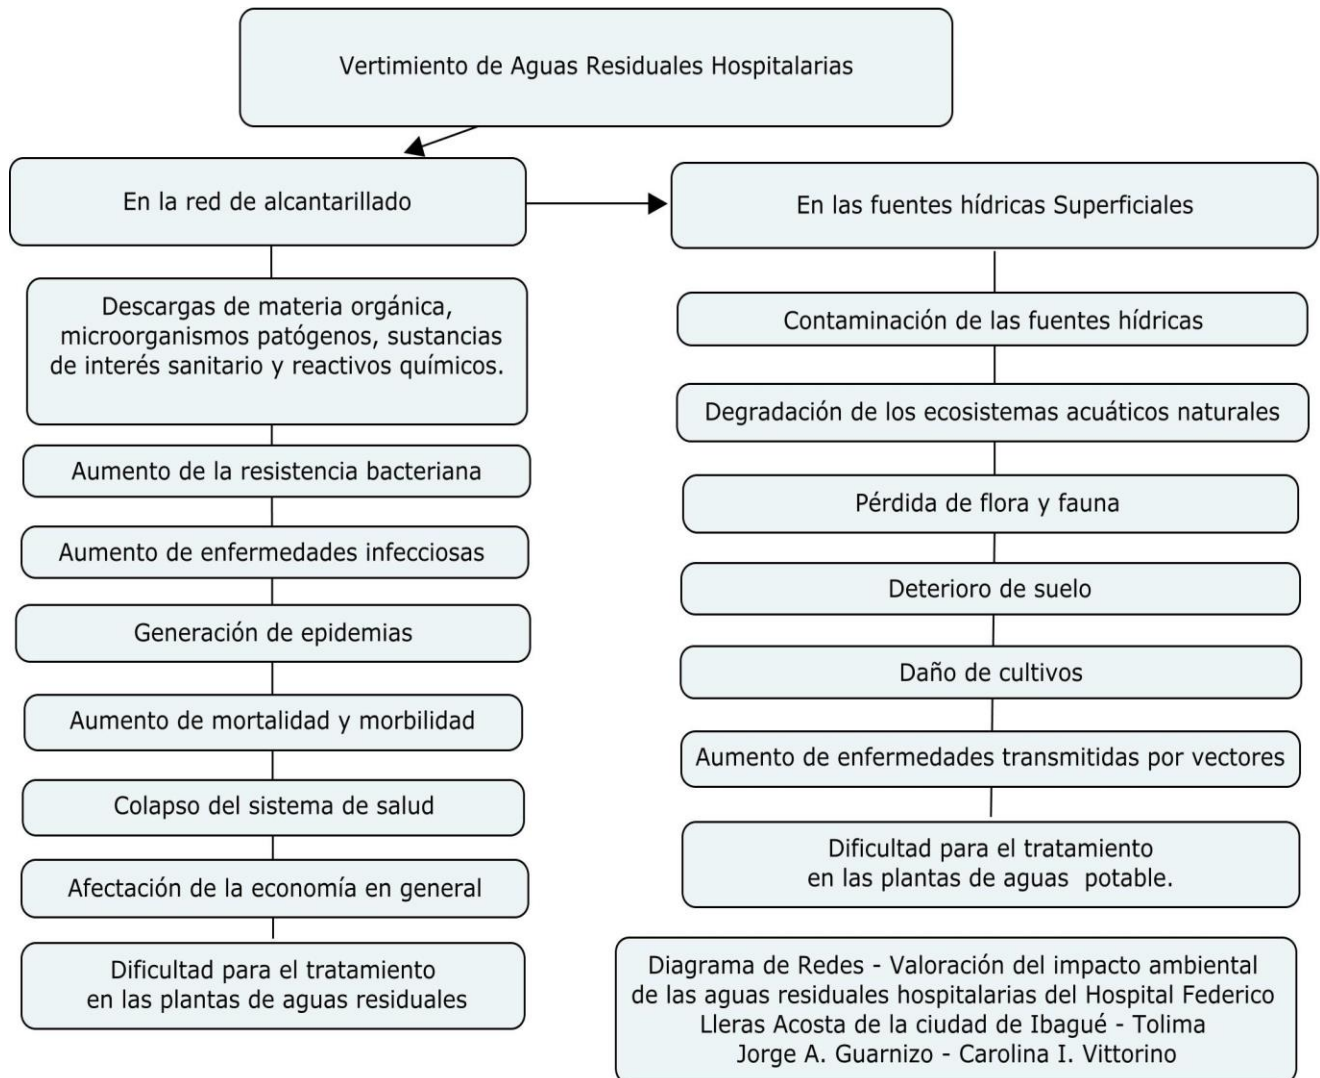 Vertimiento de Aguas Residuales Hospitalarias
En la red de alcantarillado
Descargas de materia orgánica,
microorganismos patógenos, sustancias
de interés sanitario y reactivos químicos.
Aumento de la resistencia bacteriana
Aumento de enfermedades infecciosas
Generación de epidemias
Aumento de mortalidad y morbilidad
Colapso del sistema de salud
Afectación de la economía en general
Dificultad para el tratamiento
en las plantas de aguas residuales
En las fuentes hídricas Superficiales
Contaminación de las fuentes hídricas
Degradación de los ecosistemas acuáticos naturales
Pérdida de flora y fauna
Deterioro de suelo
Daño de cultivos
Aumento de enfermedades transmitidas por vectores
Dificultad para el tratamiento
en las plantas de aguas potable.
Diagrama de Redes - Valoración del impacto ambiental
de las aguas residuales hospitalarias del Hospital Federico
Lleras Acosta de la ciudad de Ibagué - Tolima
Jorge A. Guarnizo - Carolina I. Vittorino